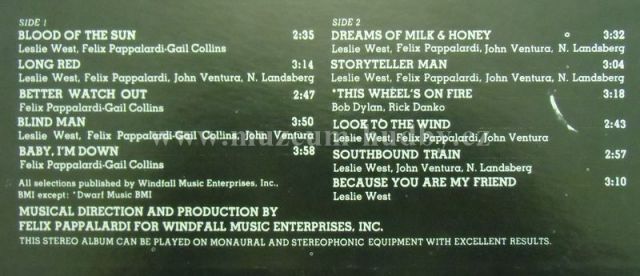 SIDE 1
BLOOD OF THE SUN 2:35
Leslie West, Felix Pappalardi-Gail Collins
LONG RED 3:14
Leslie West, Felix Pappalardi, John Ventura, N. Landsberg
BETTER WATCH OUT 2:47
Felix Pappalardi-Gail Collins
BLIND MAN 3:50
Leslie West, Felix Pappalardi-Gail Collins, John Ventura
BABY, I'M DOWN 3:58
Felix Pappalardi-Gail Collins
All selections published by Windfall Music Enterprises, Inc.,
BMI except: *Dwarf Music BMI
SIDE 2
DREAMS OF MILK & HONEY 3:32
Leslie West, Felix Pappalardi, John Ventura, N. Landsberg
STORYTELLER MAN 3:04
Leslie West, Felix Pappalardi, John Ventura, N. Landsberg
*THIS WHEEL'S ON FIRE 3:18
Bob Dylan, Rick Danko
LOOK TO THE WIND 2:43
Leslie West, Felix Pappalardi, John Ventura
SOUTHBOUND TRAIN 2:57
Leslie West, John Ventura, N. Landsberg
BECAUSE YOU ARE MY FRIEND 3:10
Leslie West
MUSICAL DIRECTION AND PRODUCTION BY
FELIX PAPPALARDI FOR WINDFALL MUSIC ENTERPRISES, INC.
THIS STEREO ALBUM CAN BE PLAYED ON MONAURAL AND STEREOPHONIC EQUIPMENT WITH EXCELLENT RESULTS.